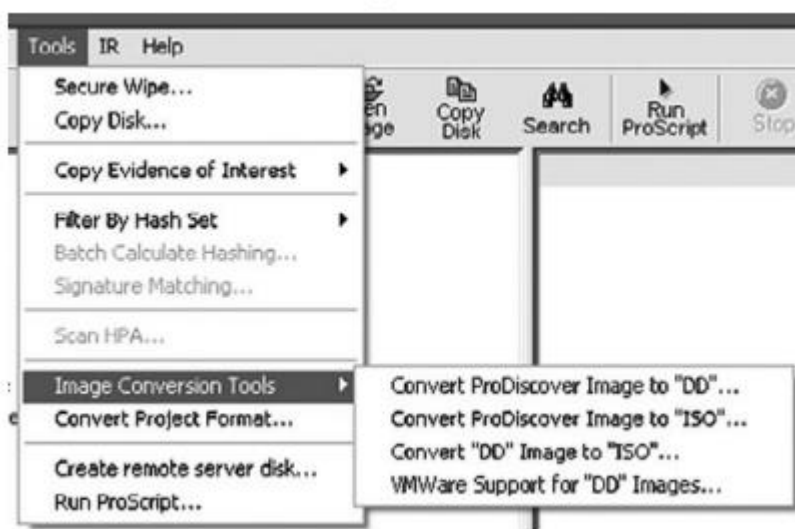 Tools IR Help
Secure Wipe...
Copy Disk...
Copy Evidence of Interest
Filter By Hash Set
Batch Calculate Hashing...
Signature Matching...
Scan HPA...
Image Conversion Tools
Convert Project Format...
Create remote server disk...
Run ProScript...
Copy Disk
Search
Run ProScript
Stop
Convert ProDiscover Image to "DD"...
Convert ProDiscover Image to "ISO"...
Convert "DD" Image to "ISO"...
VMWare Support for "DD" Images...